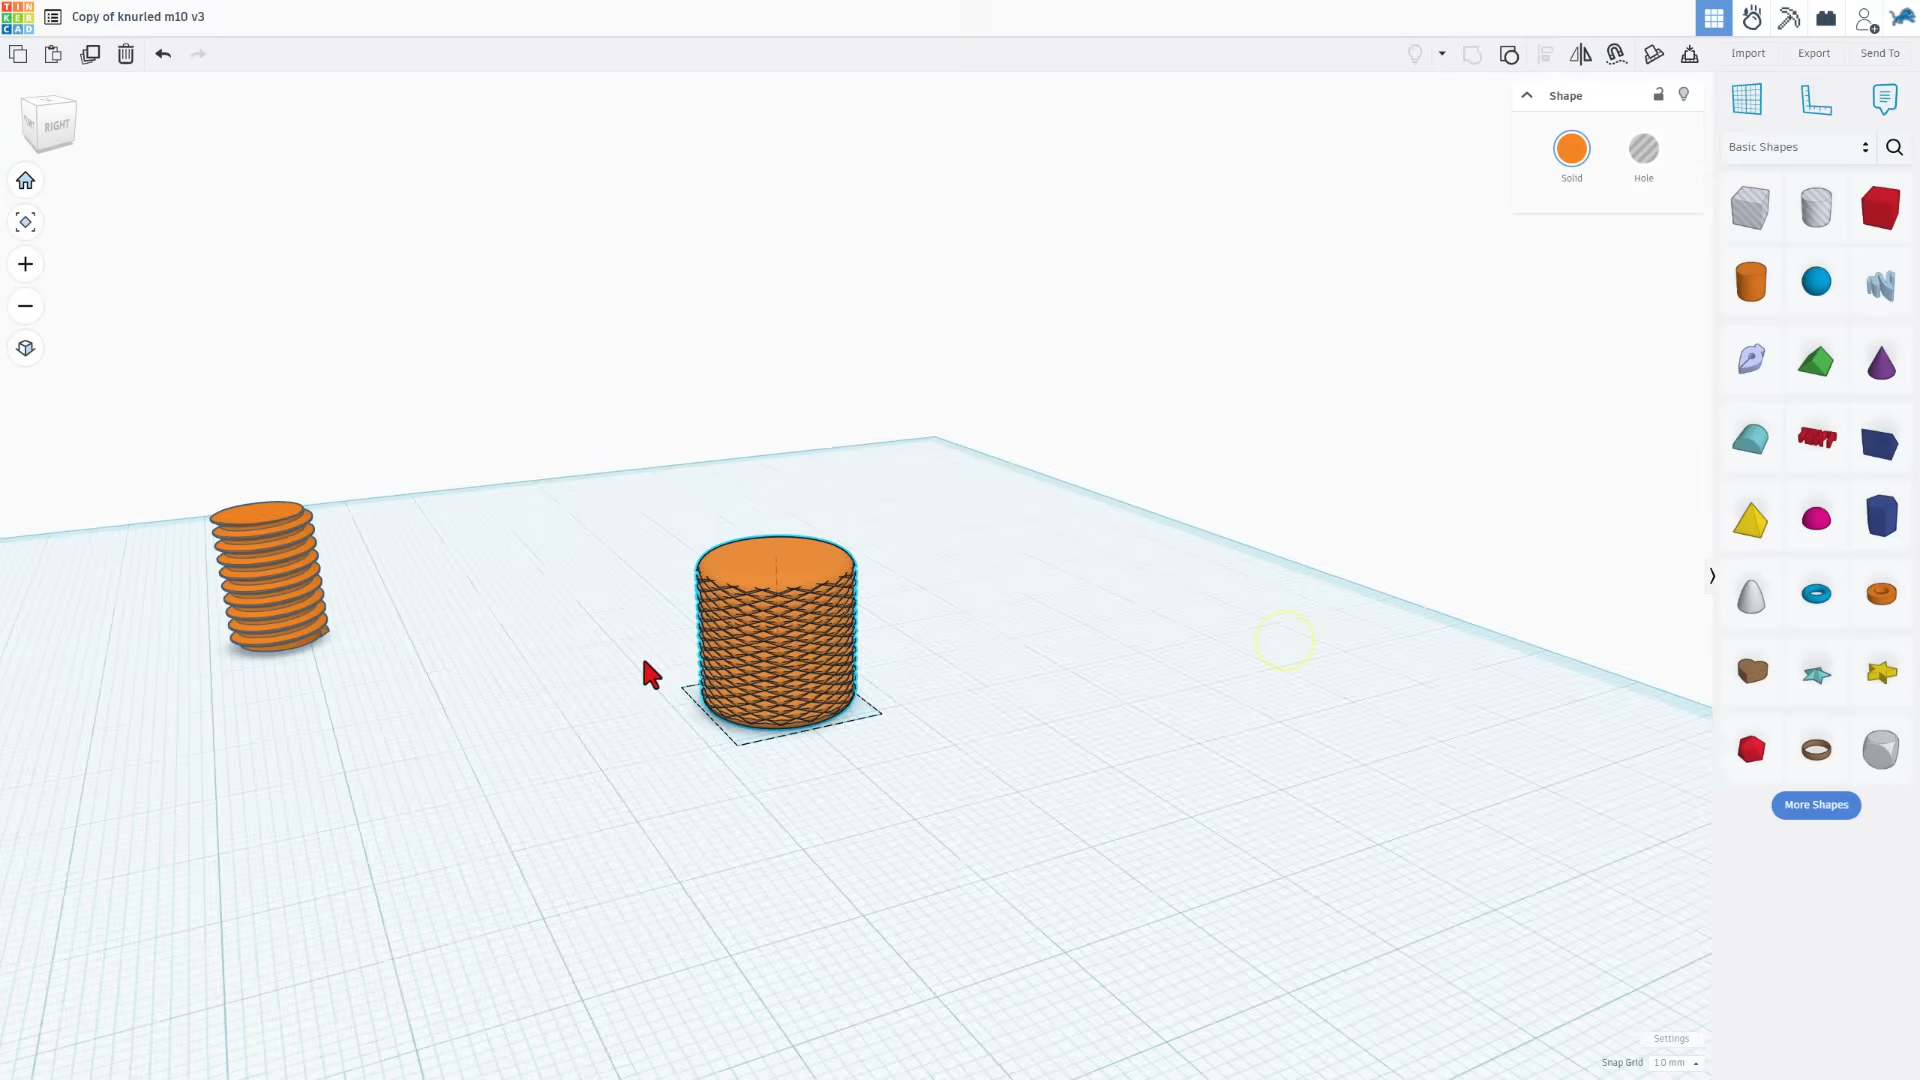 TIN
KER
CAD
Copy of knurled m10 v3
Import
Export
Send To
RIGHT
Shape
Solid
Hole
Basic Shapes
TEXT
More Shapes
Settings
Snap Grid 1.0 mm